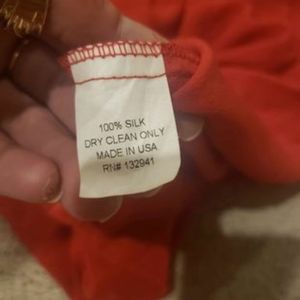 100% SILK
DRY CLEAN ONLY
MADE IN USA
RN# 132941